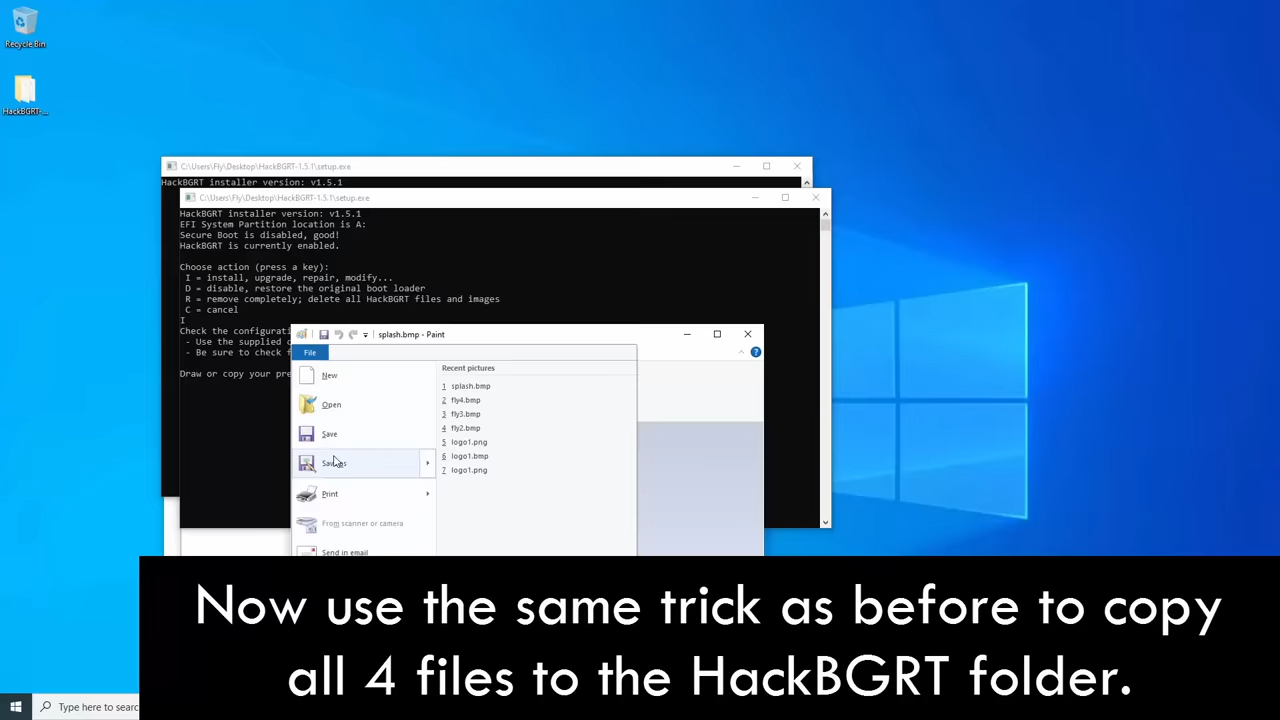 Recycle Bin
HackBGRT-...
C:\Users\Fly\Desktop\HackBGRT-1.5.1\setup.exe
HackBGRT installer version: v1.5.1
C:\Users\Fly\Desktop\HackBGRT-1.5.1\setup.exe
HackBGRT installer version: v1.5.1
EFI System Partition location is A:
Secure Boot is disabled, good!
HackBGRT is currently enabled.
Choose action (press a key):
I = install, upgrade, repair, modify...
D = disable, restore the original boot loader
R = remove completely; delete all HackBGRT files and images
C = cancel
I
Check the configurati
- Use the supplied c
- Be sure to check f
Draw or copy your pre
splash.bmp - Paint
File
New
Open
Save
Save as
Print
From scanner or camera
Send in email
Recent pictures
1 splash.bmp
2 fly4.bmp
3 fly3.bmp
4 fly2.bmp
5 logo1.png
6 logo1.bmp
7 logo1.png
Now use the same trick as before to copy
all 4 files to the HackBGRT folder.
Type here to searc